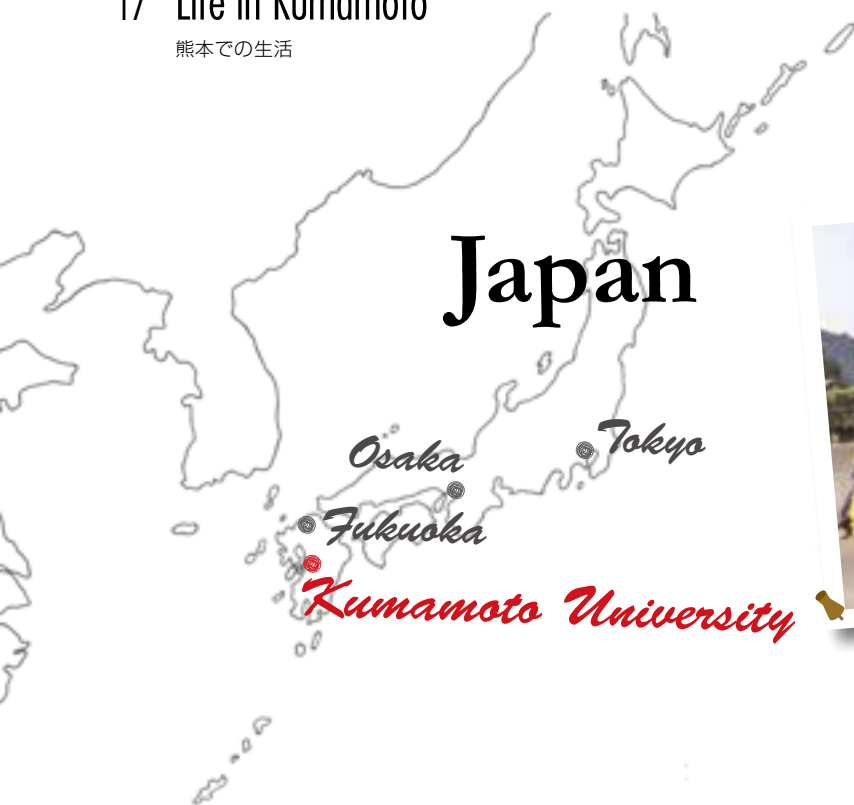 17 Life in Kumamoto
熊本での生活
Japan
Osaka
Tokyo
Fukuoka
Kumamoto University